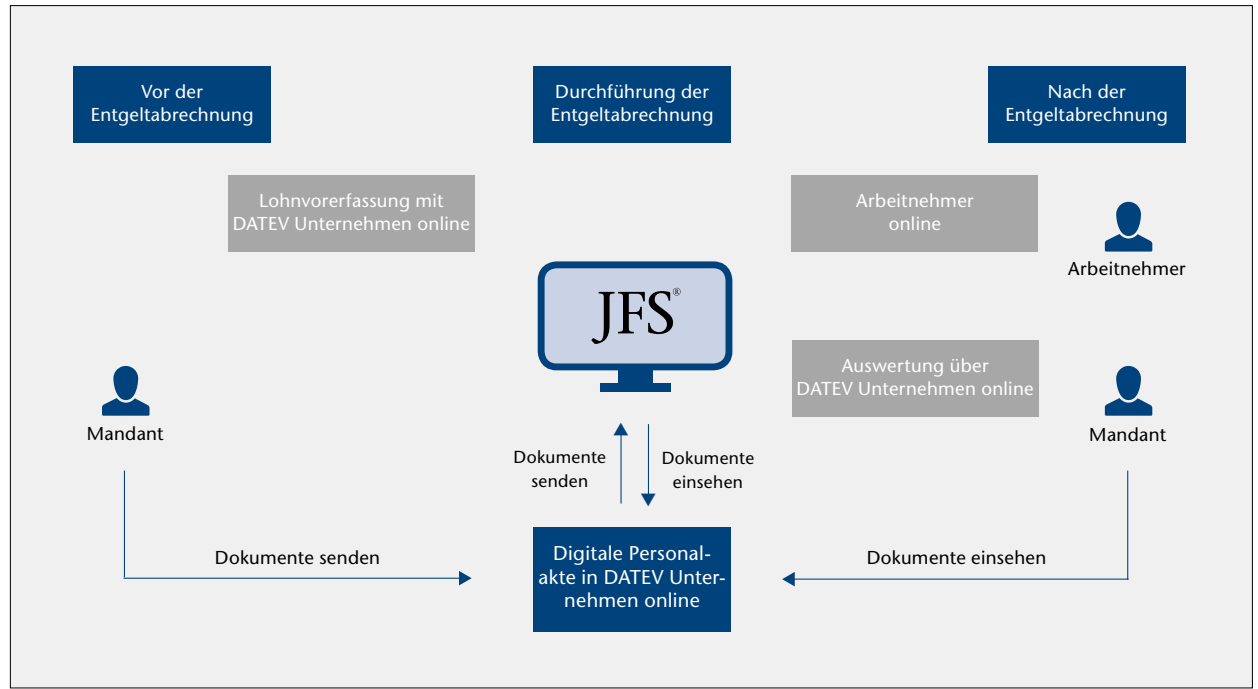 Vor der
Entgeltabrechnung
Durchführung der
Entgeltabrechnung
Nach der
Entgeltabrechnung
Lohnvorerfassung mit
DATEV Unternehmen online
Arbeitnehmer
online
Arbeitnehmer
JFS®
Auswertung über
DATEV Unternehmen online
Mandant
Mandant
Dokumente
senden
Dokumente
einsehen
Dokumente senden
Digitale Personal-
akte in DATEV Unter-
nehmen online
Dokumente einsehen